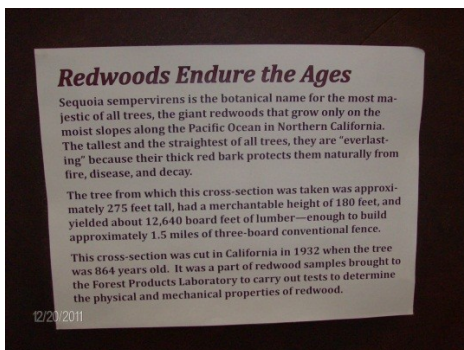 Redwoods Endure the Ages
Sequoia sempervirens is the botanical name for the most ma-
jestic of all trees, the giant redwoods that grow only on the
moist slopes along the Pacific Ocean in Northern California.
The tallest and the straightest of all trees, they are "everlast-
ing" because their thick red bark protects them naturally from
fire, disease, and decay.
The tree from which this cross-section was taken was approxi-
mately 275 feet tall, had a merchantable height of 180 feet, and
yielded about 12,640 board feet of lumber—enough to build
approximately 1.5 miles of three-board conventional fence.
This cross-section was cut in California in 1932 when the tree
was 864 years old.  It was a part of redwood samples brought to
the Forest Products Laboratory to carry out tests to determine
the physical and mechanical properties of redwood.
12/20/2011